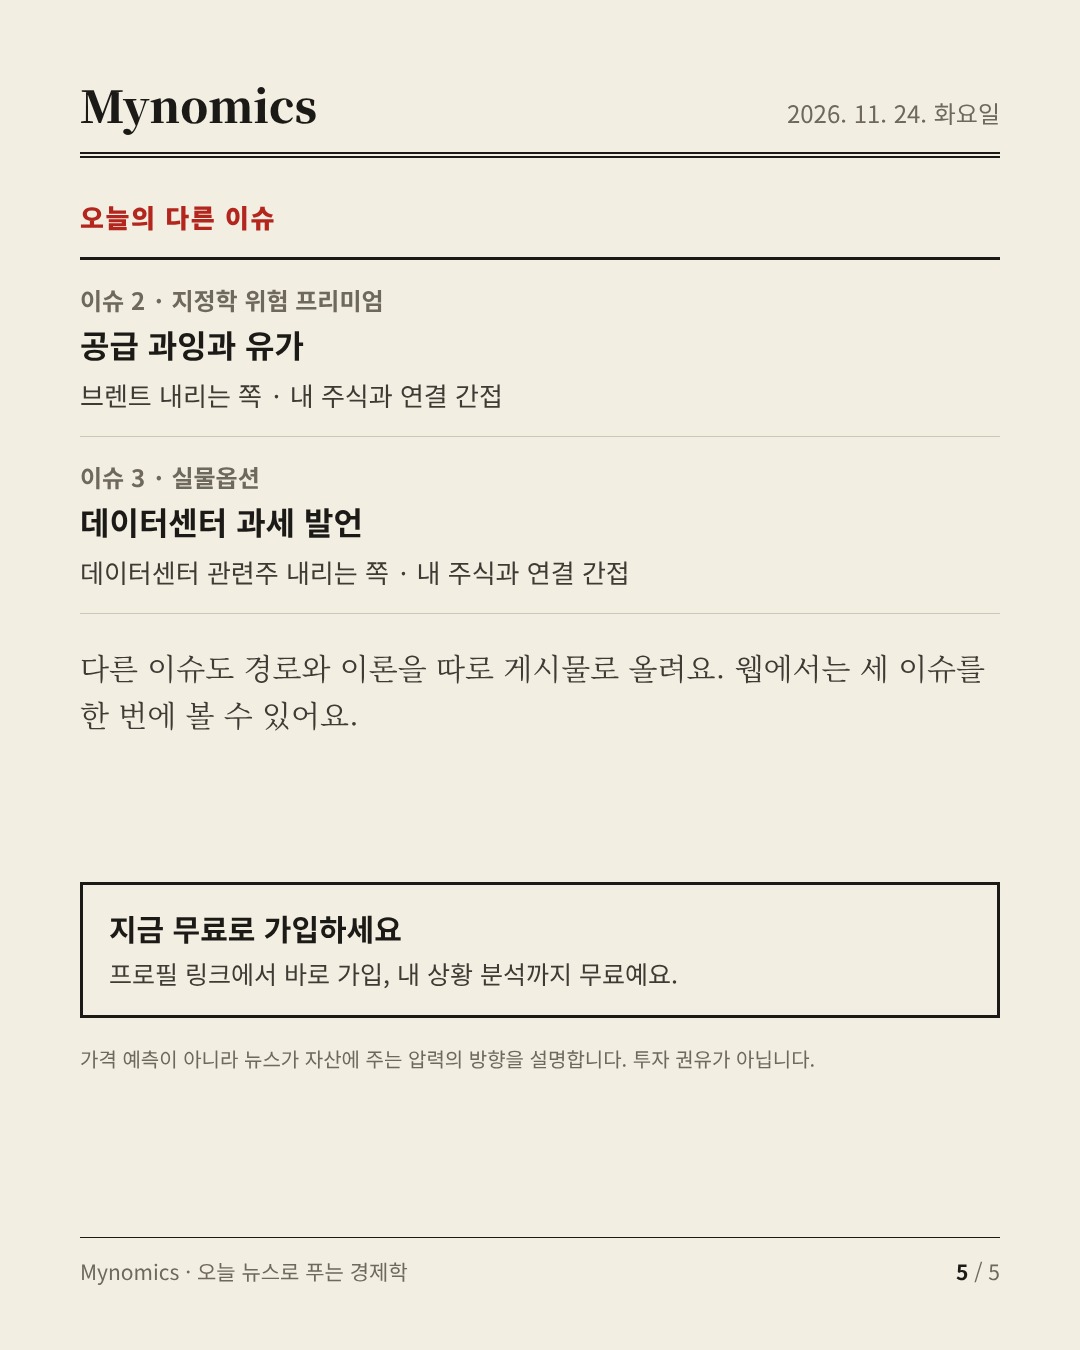 Mynomics
2026. 11. 24. 화요일
오늘의 다른 이슈
이슈 2 · 지정학 위험 프리미엄
공급 과잉과 유가
브렌트 내리는 쪽 · 내 주식과 연결 간접
이슈 3 · 실물옵션
데이터센터 과세 발언
데이터센터 관련주 내리는 쪽 · 내 주식과 연결 간접
다른 이슈도 경로와 이론을 따로 게시물로 올려요. 웹에서는 세 이슈를
한 번에 볼 수 있어요.
지금 무료로 가입하세요
프로필 링크에서 바로 가입, 내 상황 분석까지 무료예요.
가격 예측이 아니라 뉴스가 자산에 주는 압력의 방향을 설명합니다. 투자 권유가 아닙니다.
Mynomics · 오늘 뉴스로 푸는 경제학
5 / 5